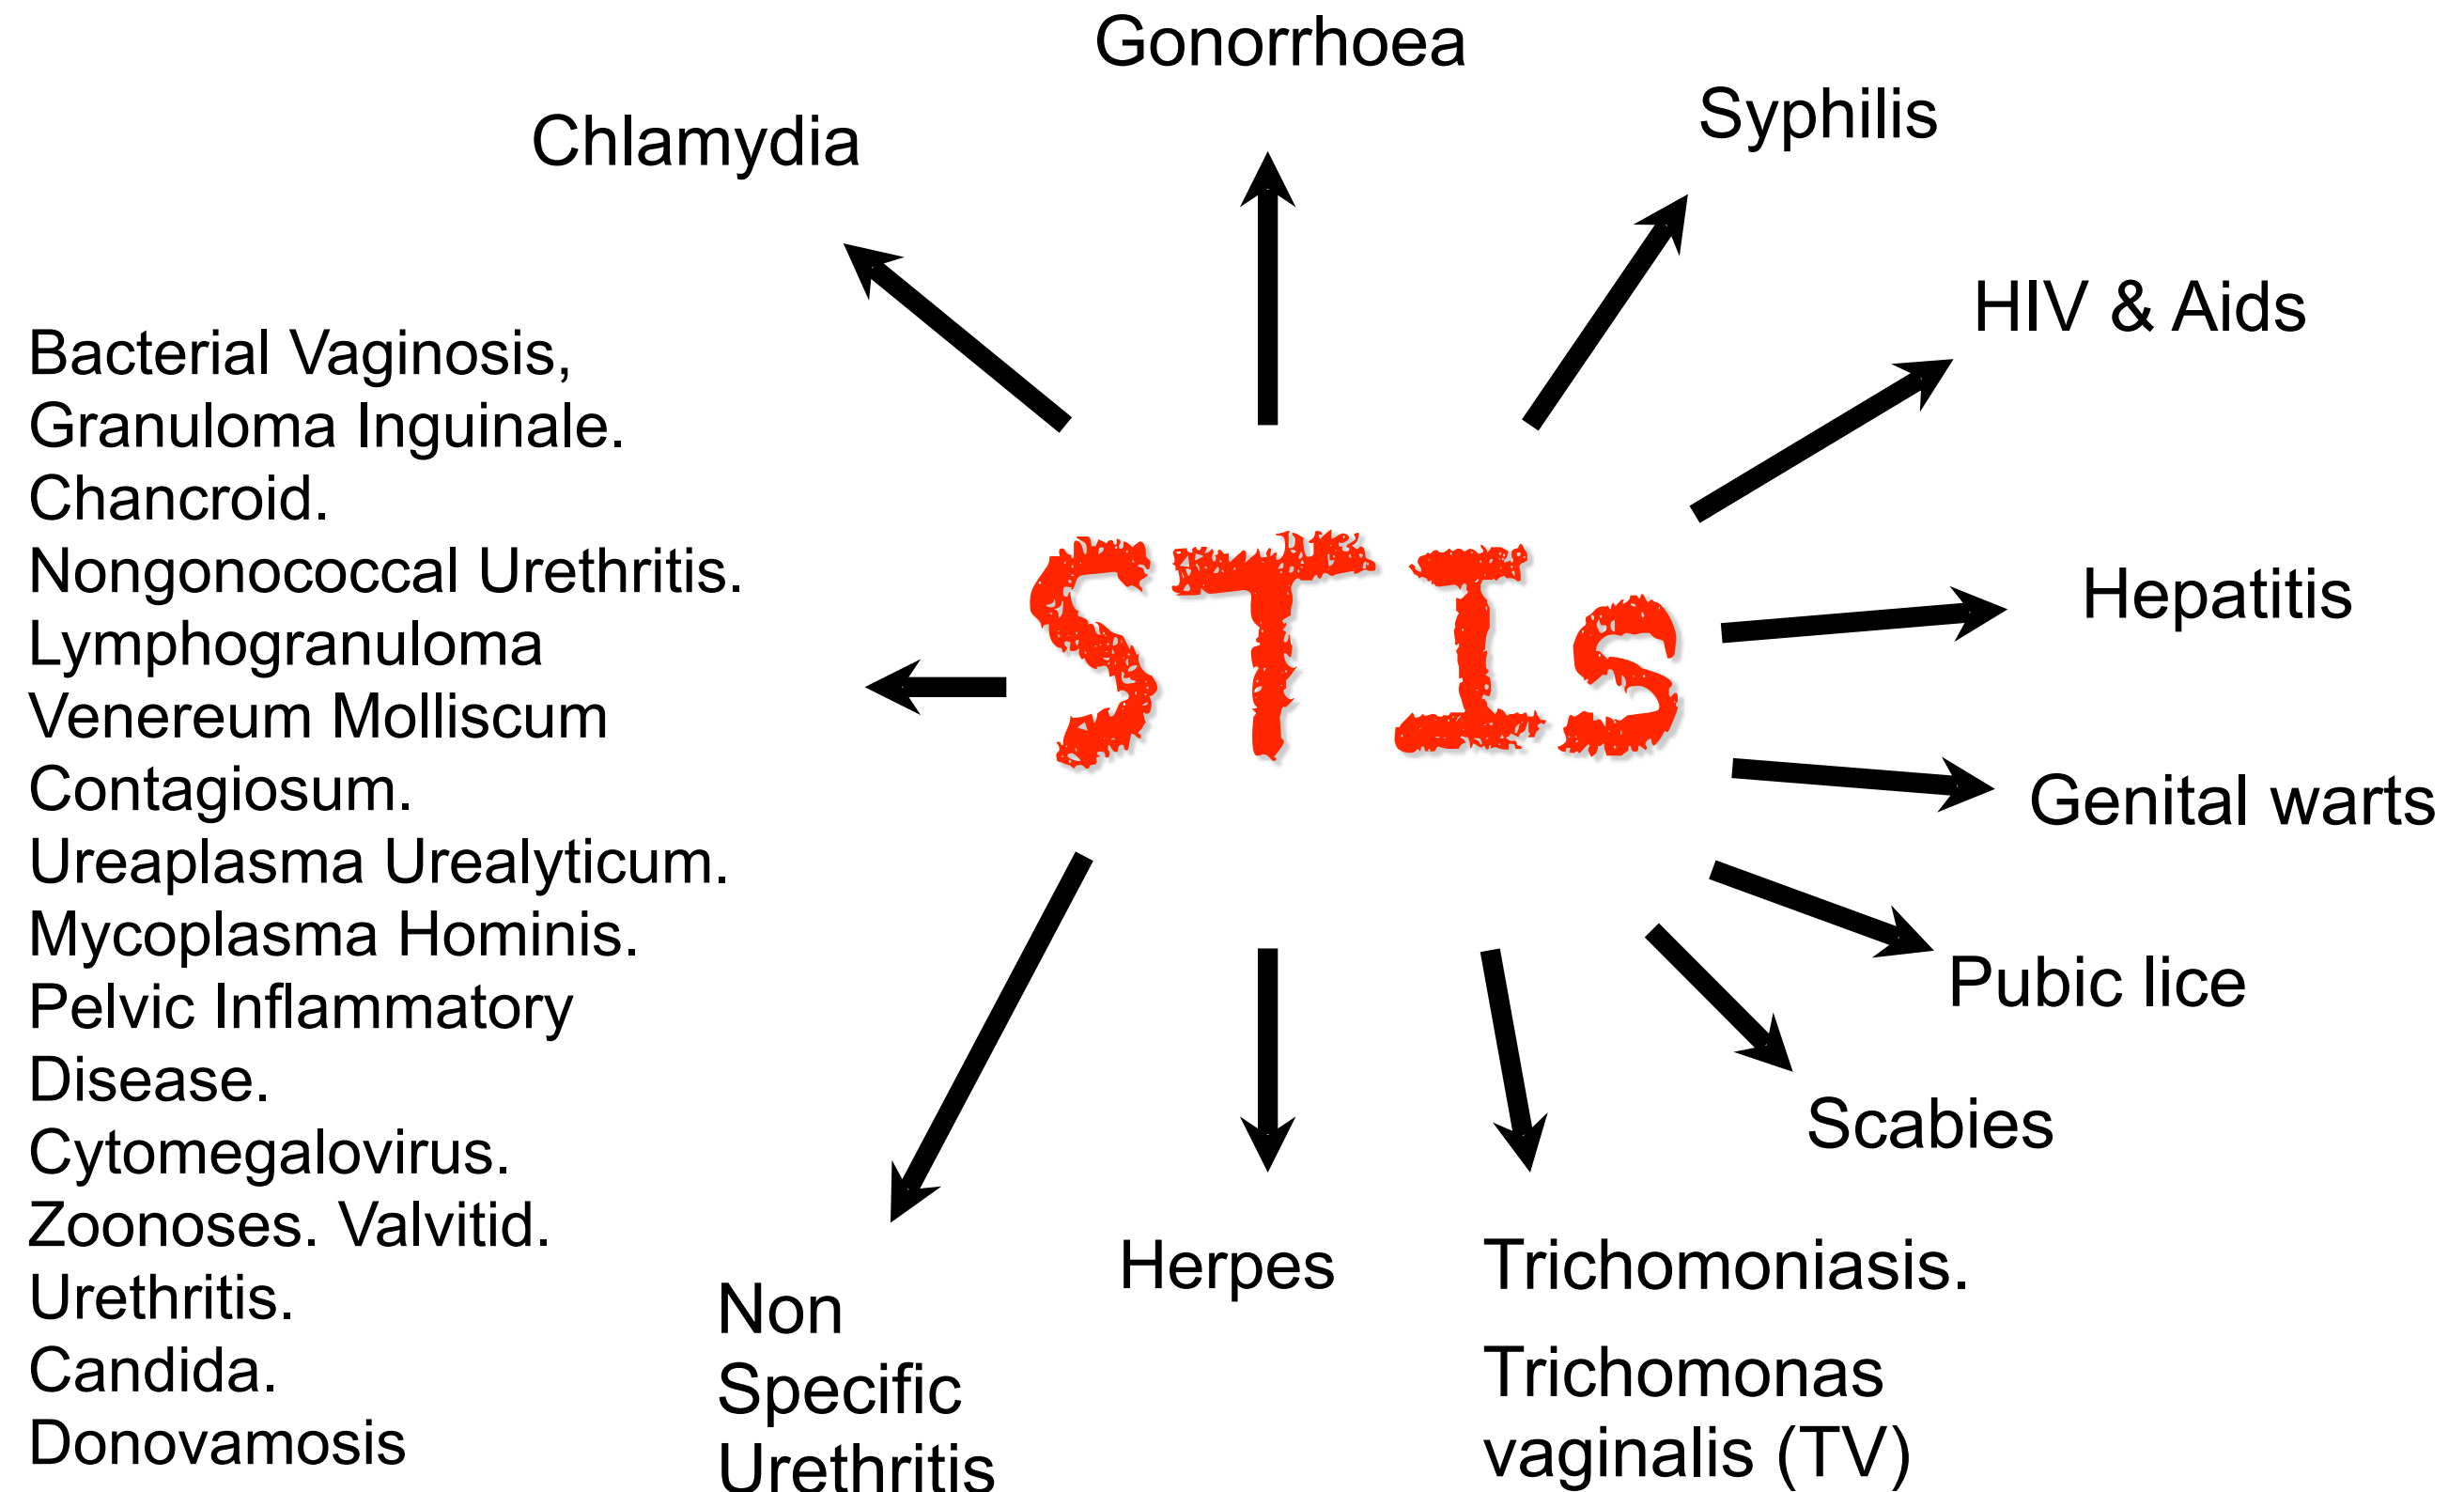 Gonorrhoea
Syphilis
Chlamydia
HIV & Aids
Bacterial Vaginosis,
Granuloma Inguinale.
Chancroid.
Nongonococcal Urethritis.
Lymphogranuloma
Venereum Molliscum
Contagiosum.
Ureaplasma Urealyticum.
Mycoplasma Hominis.
Pelvic Inflammatory
Disease.
Cytomegalovirus.
Zoonoses. Valvitid.
Urethritis.
Candida.
Donovamosis
STIs
Hepatitis
Genital warts
Pubic lice
Scabies
Trichomoniasis.
Trichomonas
vaginalis (TV)
Herpes
Non
Specific
Urethritis